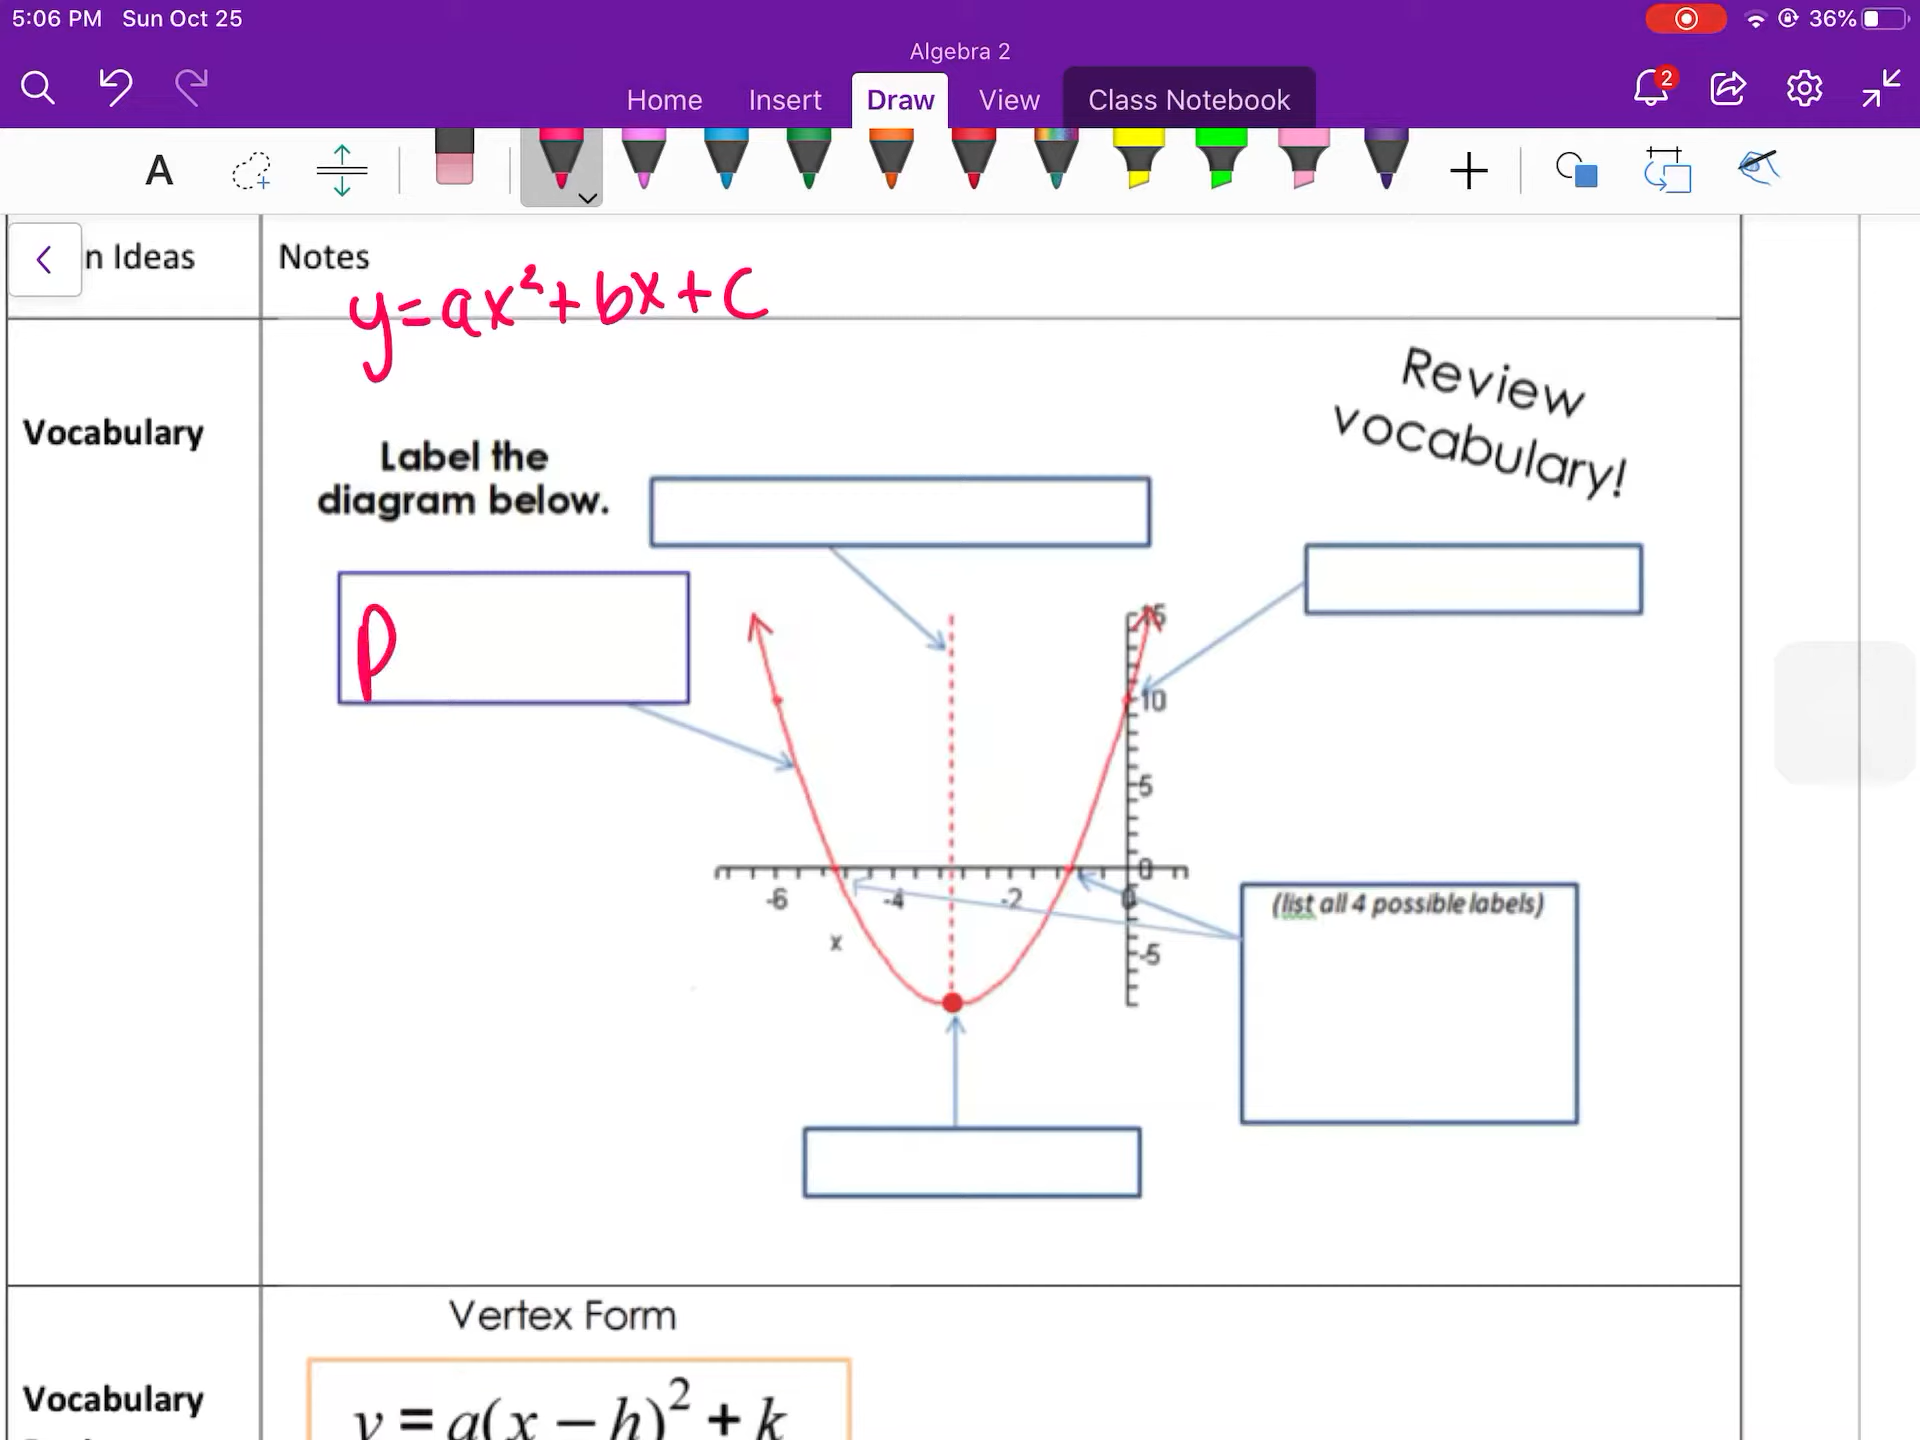 5:06 PM Sun Oct 25
36%
Algebra 2
2
Home Insert Draw View Class Notebook
A
n Ideas
Notes
y=ax²+bx+c
Review
vocabulary!
Vocabulary
Label the
diagram below.
p
15
10
5
0
-6 -4 -2 0
x
-5
(list all 4 possible labels)
Vertex Form
Vocabulary
y = a(x − h)² + k